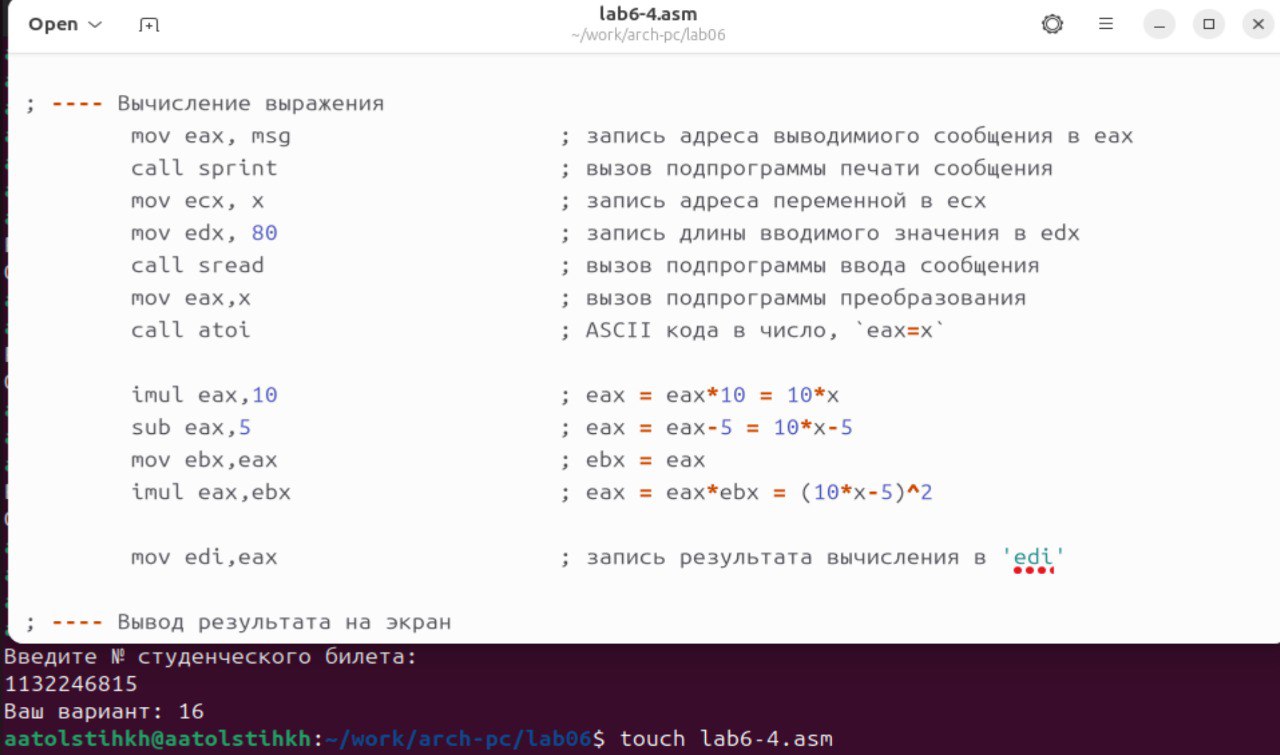 Open
lab6-4.asm
~/work/arch-pc/lab06
; ---- Вычисление выражения
mov eax, msg ; запись адреса выводимиого сообщения в eax
call sprint ; вызов подпрограммы печати сообщения
mov ecx, x ; запись адреса переменной в ecx
mov edx, 80 ; запись длины вводимого значения в edx
call sread ; вызов подпрограммы ввода сообщения
mov eax,x ; вызов подпрограммы преобразования
call atoi ; ASCII кода в число, `eax=x`
imul eax,10 ; eax = eax*10 = 10*x
sub eax,5 ; eax = eax-5 = 10*x-5
mov ebx,eax ; ebx = eax
imul eax,ebx ; eax = eax*ebx = (10*x-5)^2
mov edi,eax ; запись результата вычисления в 'edi'
; ---- Вывод результата на экран
Введите № студенческого билета:
1132246815
Ваш вариант: 16
aatolstihkh@aatolstihkh:~/work/arch-pc/lab06$ touch lab6-4.asm